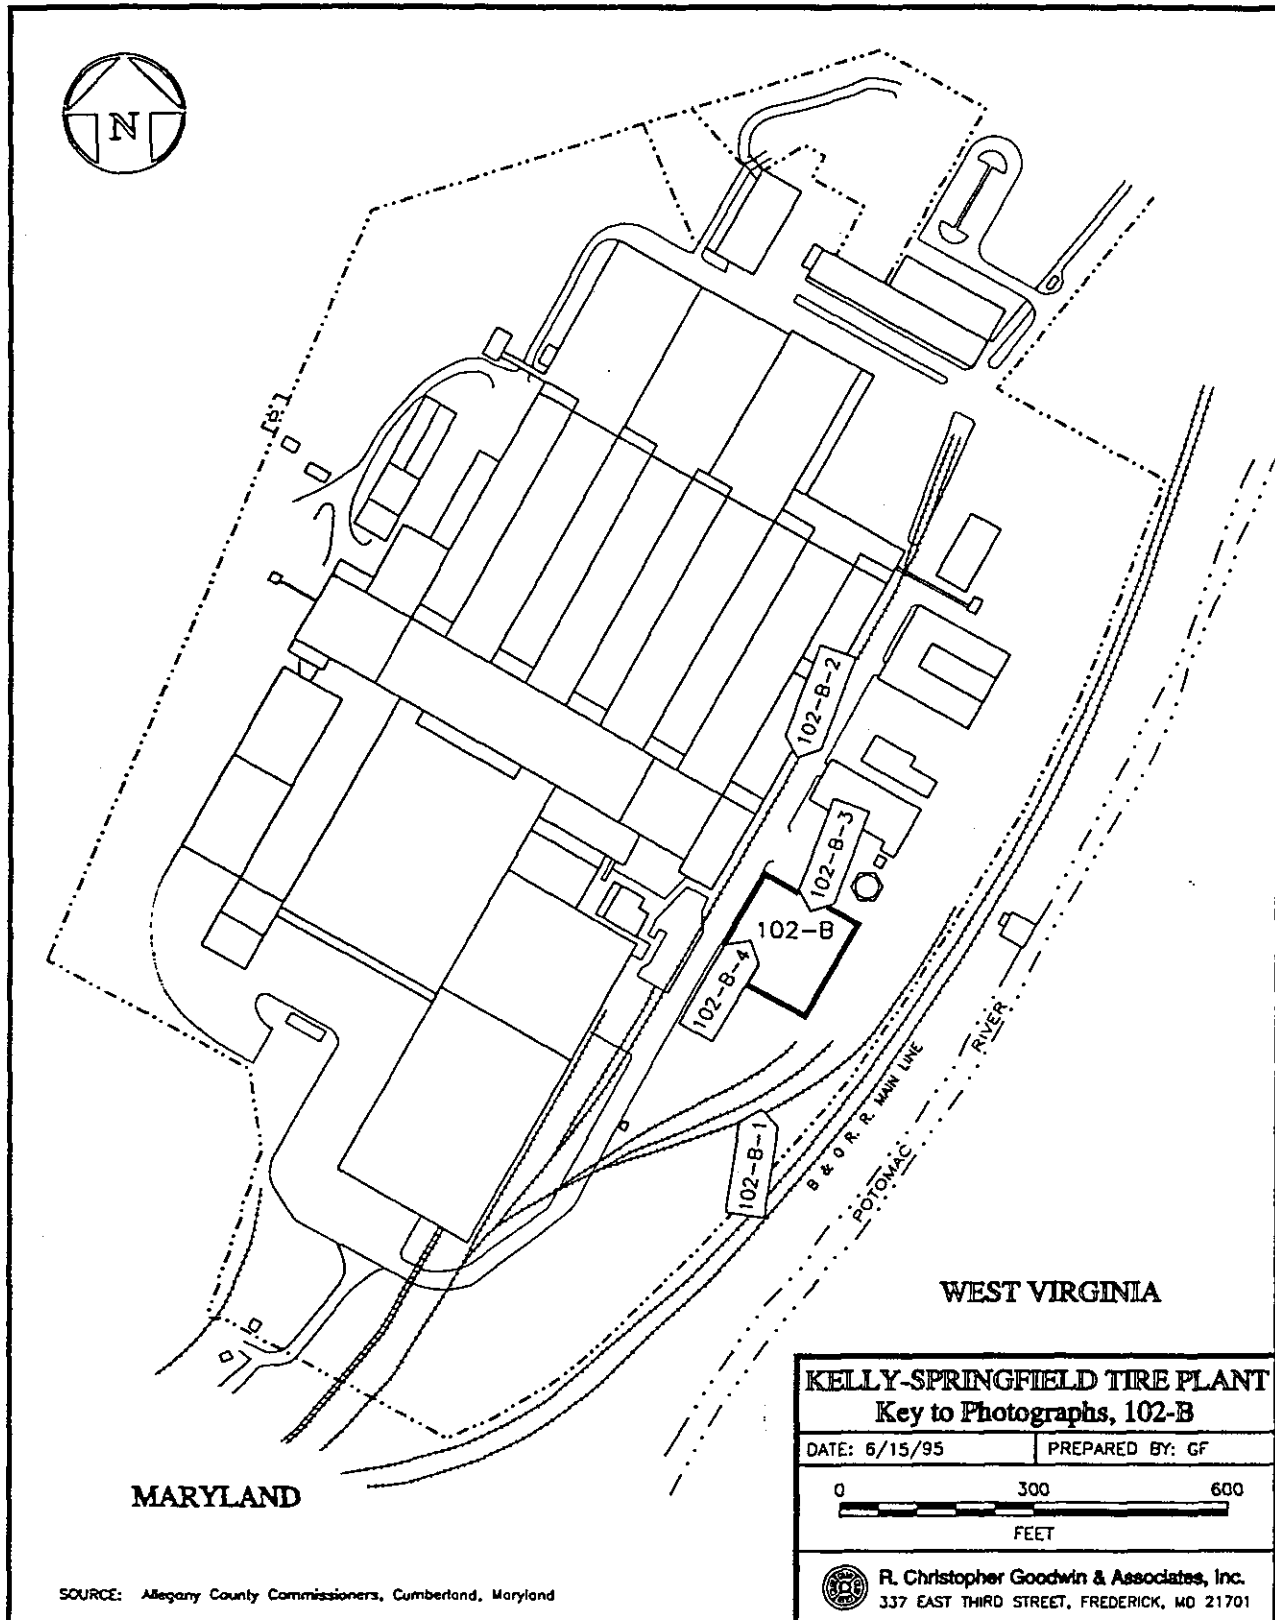 N
102-B-2
102-B-3
102-B
102-B-4
102-B-1
B & O R. R. MAIN LINE
POTOMAC RIVER
WEST VIRGINIA
MARYLAND
KELLY-SPRINGFIELD TIRE PLANT
Key to Photographs, 102-B
DATE: 6/15/95
PREPARED BY: GF
0 300 600
FEET
R. Christopher Goodwin & Associates, Inc.
337 EAST THIRD STREET, FREDERICK, MD 21701
SOURCE: Allegany County Commissioners, Cumberland, Maryland